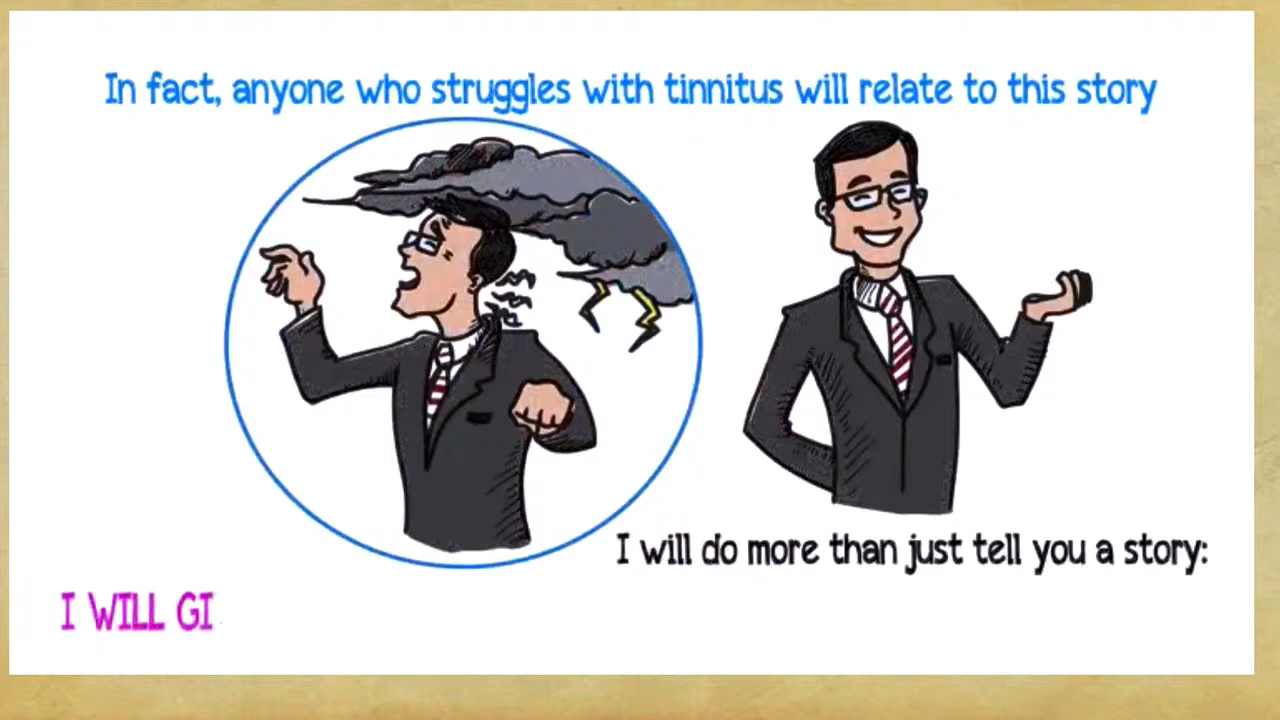 In fact, anyone who struggles with tinnitus will relate to this story
I will do more than just tell you a story:
I WILL GI